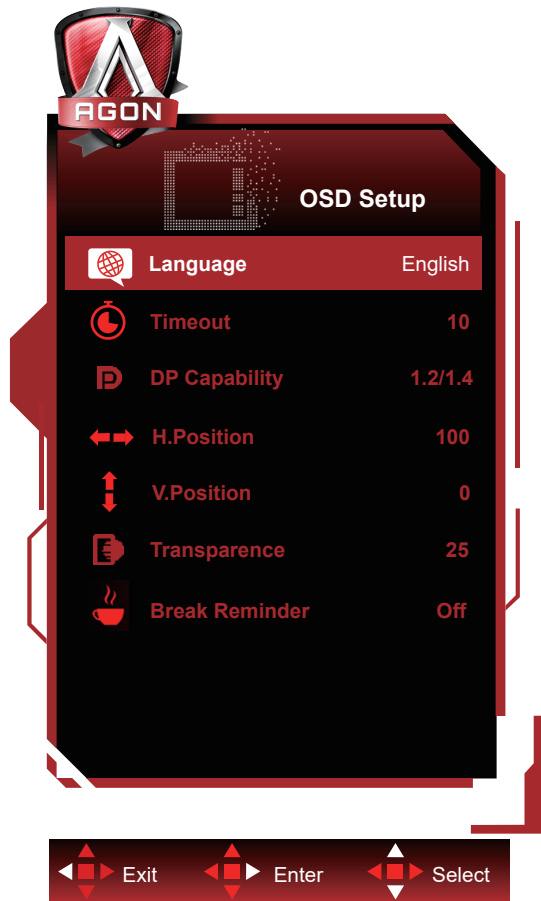 AGON
OSD Setup
Language English
Timeout 10
DP Capability 1.2/1.4
H.Position 100
V.Position 0
Transparence 25
Break Reminder Off
Exit Enter Select